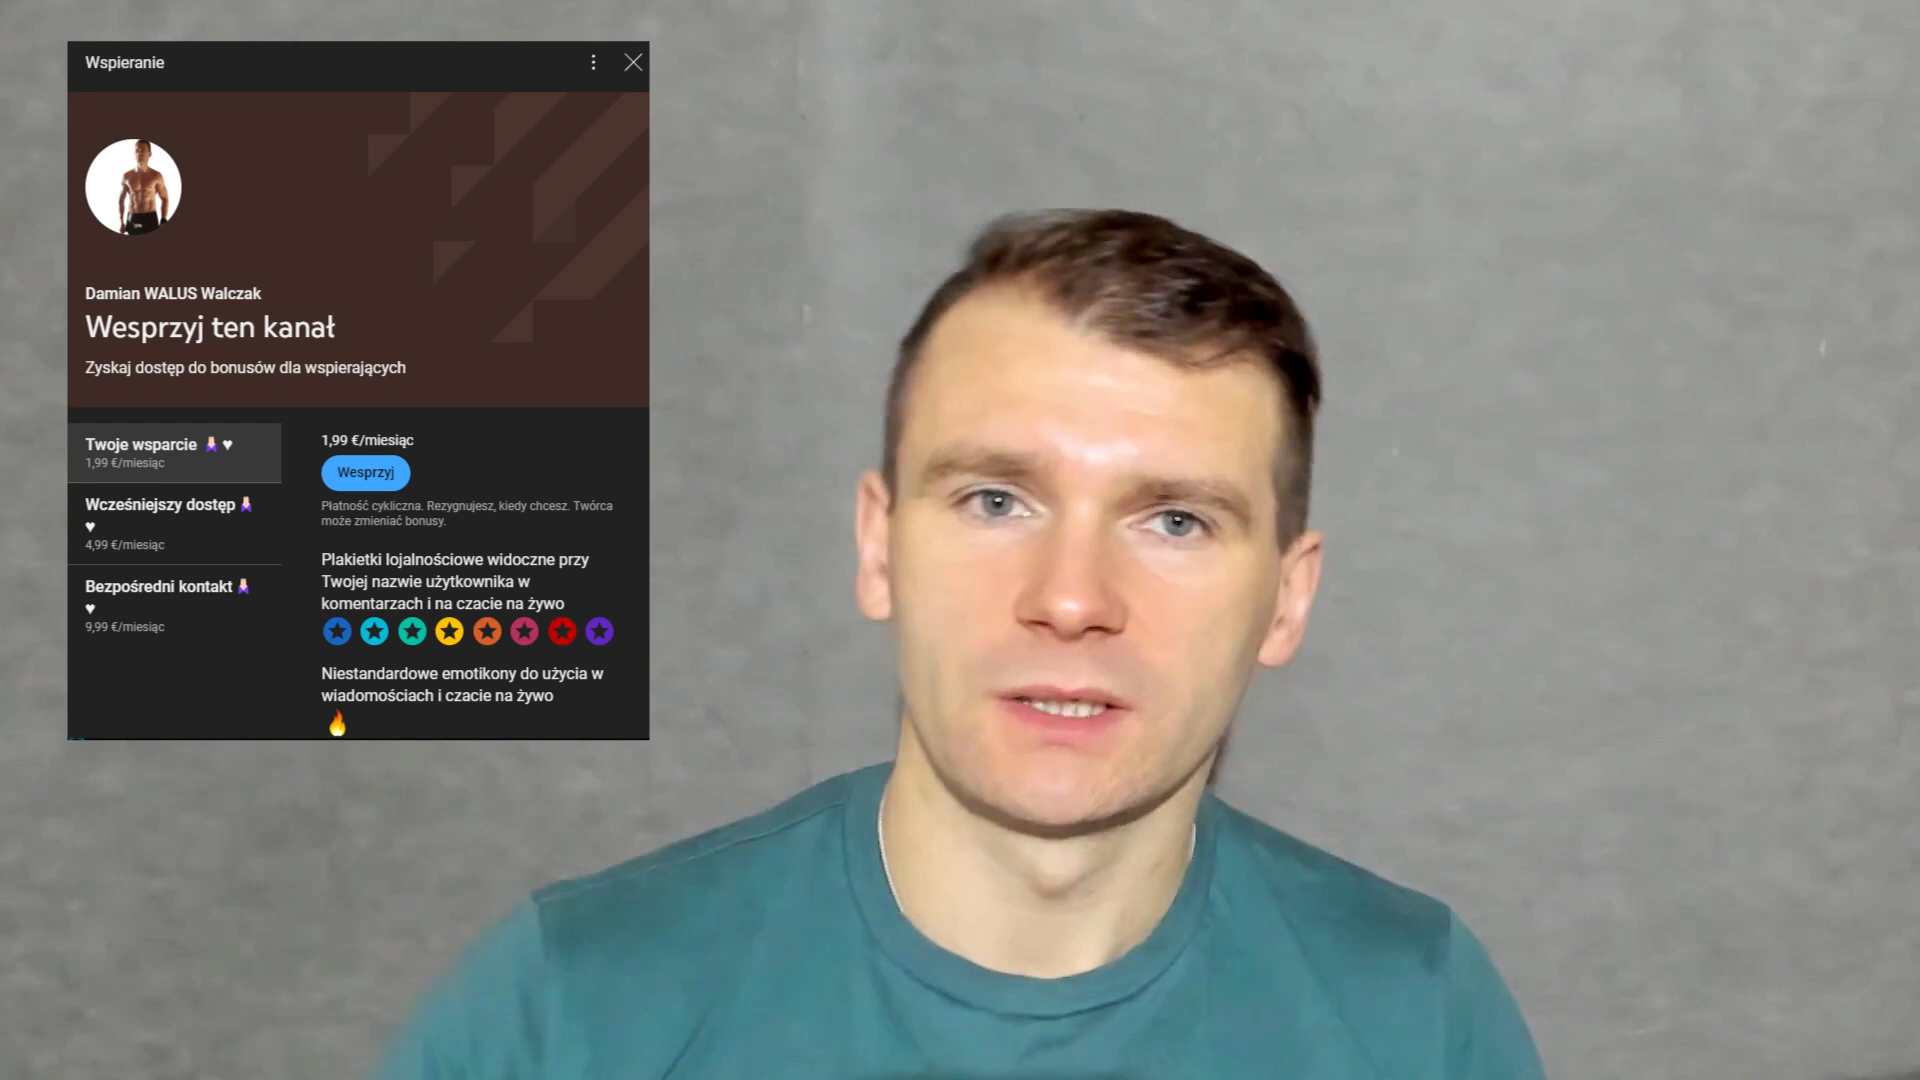 Wspieranie
Damian WALUS Walczak
Wesprzyj ten kanał
Zyskaj dostęp do bonusów dla wspierających
Twoje wsparcie
1,99 €/miesiąc
Wcześniejszy dostęp
4,99 €/miesiąc
Bezpośredni kontakt
9,99 €/miesiąc
1,99 €/miesiąc
Wesprzyj
Płatność cykliczna. Rezygnujesz, kiedy chcesz. Twórca
może zmieniać bonusy.
Plakietki lojalnościowe widoczne przy
Twojej nazwie użytkownika w
komentarzach i na czacie na żywo
Niestandardowe emotikony do użycia w
wiadomościach i czacie na żywo